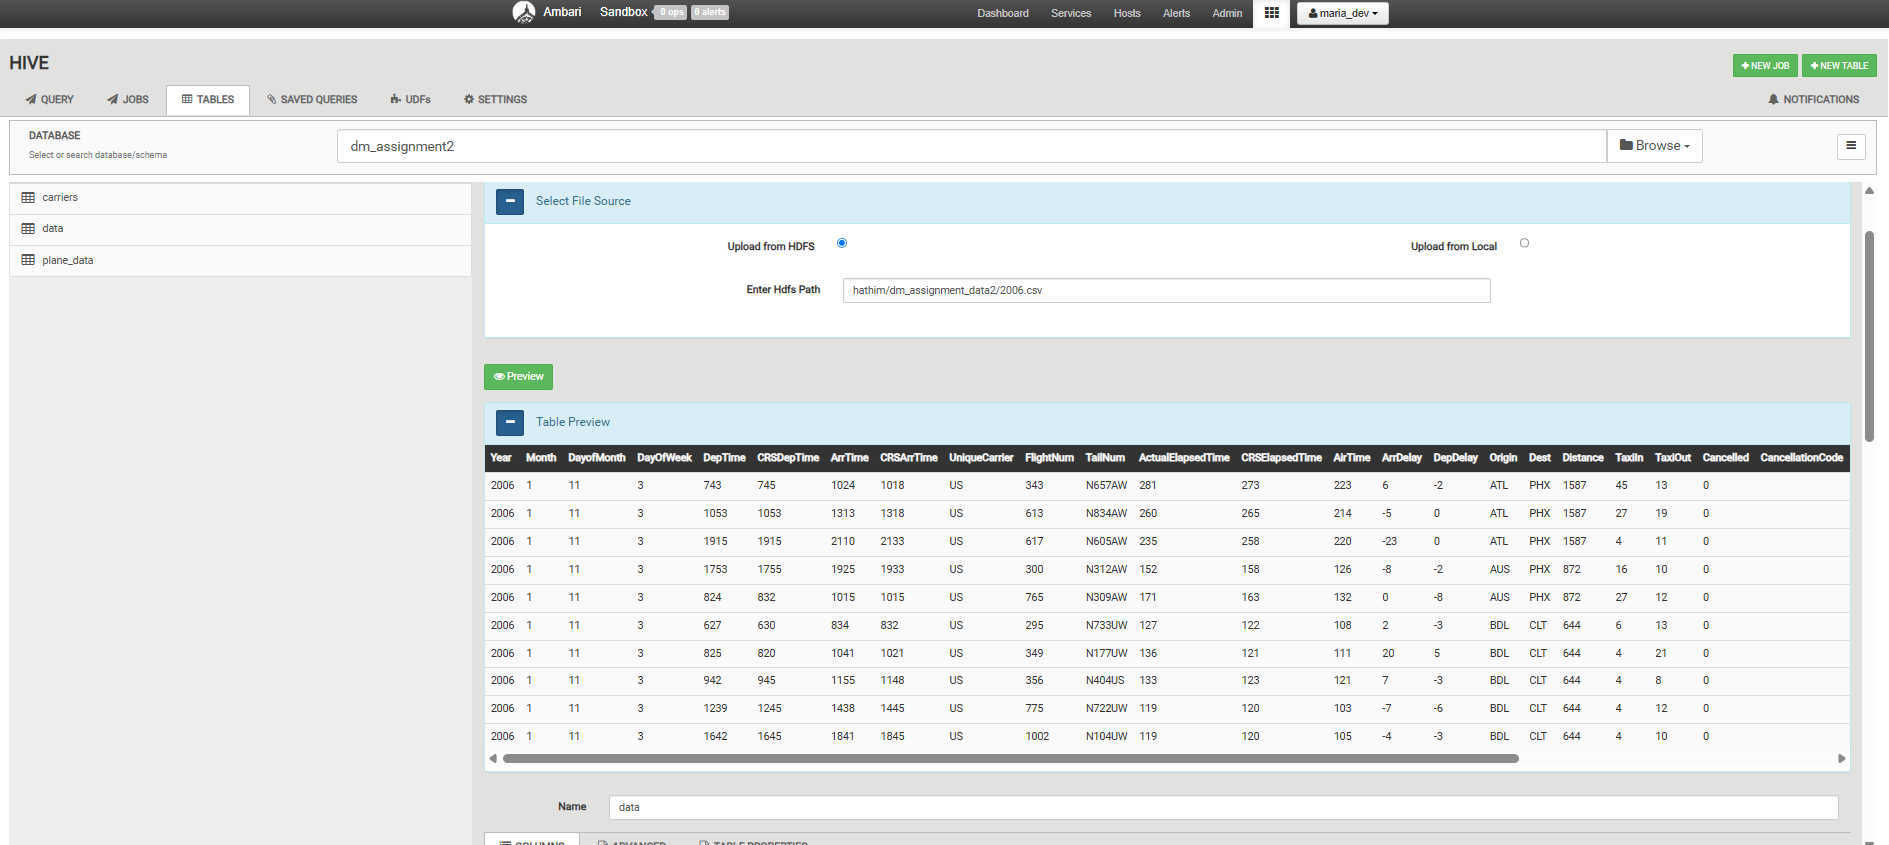 Ambari Sandbox 0 ops 0 alerts Dashboard Services Hosts Alerts Admin maria_dev
HIVE
NEW JOB NEW TABLE
QUERY JOBS TABLES SAVED QUERIES UDFs SETTINGS NOTIFICATIONS
DATABASE
Select or search database/schema
dm_assignment2 Browse
carriers
data
plane_data
Select File Source
Upload from HDFS Upload from Local
Enter Hdfs Path hathim/dm_assignment_data2/2006.csv
Preview
Table Preview
Year Month DayofMonth DayOfWeek DepTime CRSDepTime ArrTime CRSArrTime UniqueCarrier FlightNum TailNum ActualElapsedTime CRSElapsedTime AirTime ArrDelay DepDelay Origin Dest Distance TaxiIn TaxiOut Cancelled CancellationCode
2006 1 11 3 743 745 1024 1018 US 343 N657AW 281 273 223 6 -2 ATL PHX 1587 45 13 0
2006 1 11 3 1053 1053 1313 1318 US 613 N834AW 260 265 214 -5 0 ATL PHX 1587 27 19 0
2006 1 11 3 1915 1915 2110 2133 US 617 N605AW 235 258 220 -23 0 ATL PHX 1587 4 11 0
2006 1 11 3 1753 1755 1925 1933 US 300 N312AW 152 158 126 -8 -2 AUS PHX 872 16 10 0
2006 1 11 3 824 832 1015 1015 US 765 N309AW 171 163 132 0 -8 AUS PHX 872 27 12 0
2006 1 11 3 627 630 834 832 US 295 N733UW 127 122 108 2 -3 BDL CLT 644 6 13 0
2006 1 11 3 825 820 1041 1021 US 349 N177UW 136 121 111 20 5 BDL CLT 644 4 21 0
2006 1 11 3 942 945 1155 1148 US 356 N404US 133 123 121 7 -3 BDL CLT 644 4 8 0
2006 1 11 3 1239 1245 1438 1445 US 775 N722UW 119 120 103 -7 -6 BDL CLT 644 4 12 0
2006 1 11 3 1642 1645 1841 1845 US 1002 N104UW 119 120 105 -4 -3 BDL CLT 644 4 10 0
Name data
COLUMNS ADVANCED TABLE PROPERTIES